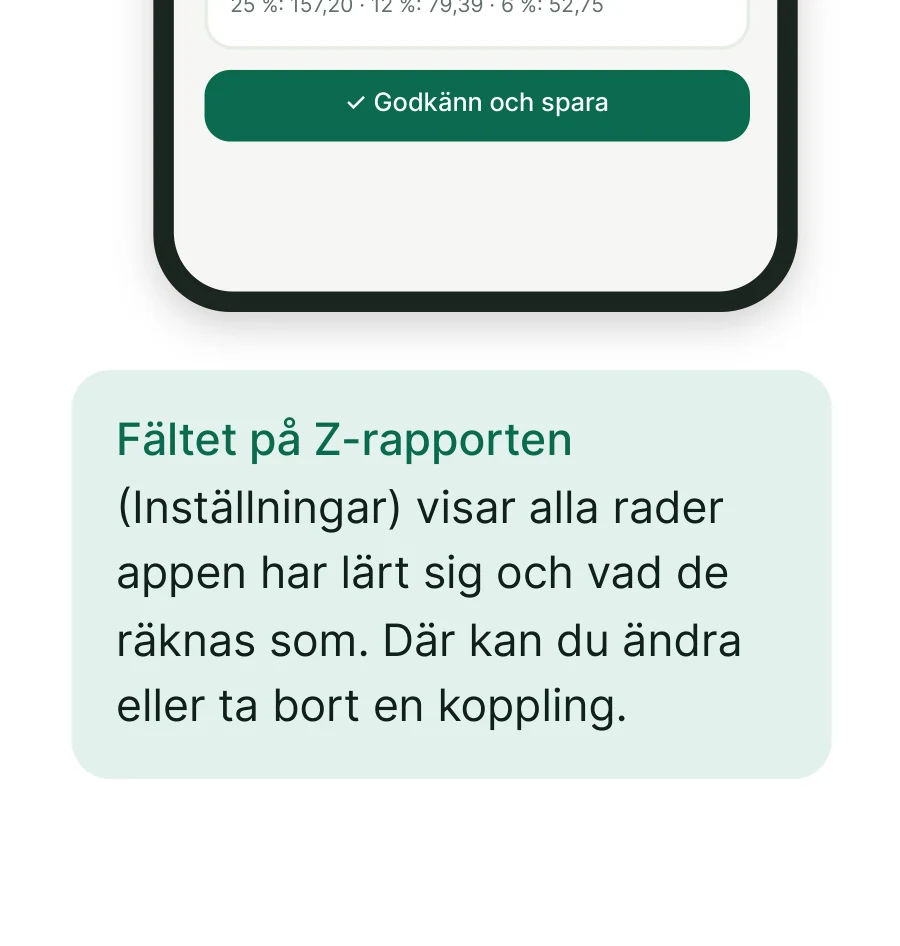 25 %: 157,20 · 12 %: 79,39 · 6 %: 52,75
✓ Godkänn och spara
Fältet på Z-rapporten
(Inställningar) visar alla rader
appen har lärt sig och vad de
räknas som. Där kan du ändra
eller ta bort en koppling.